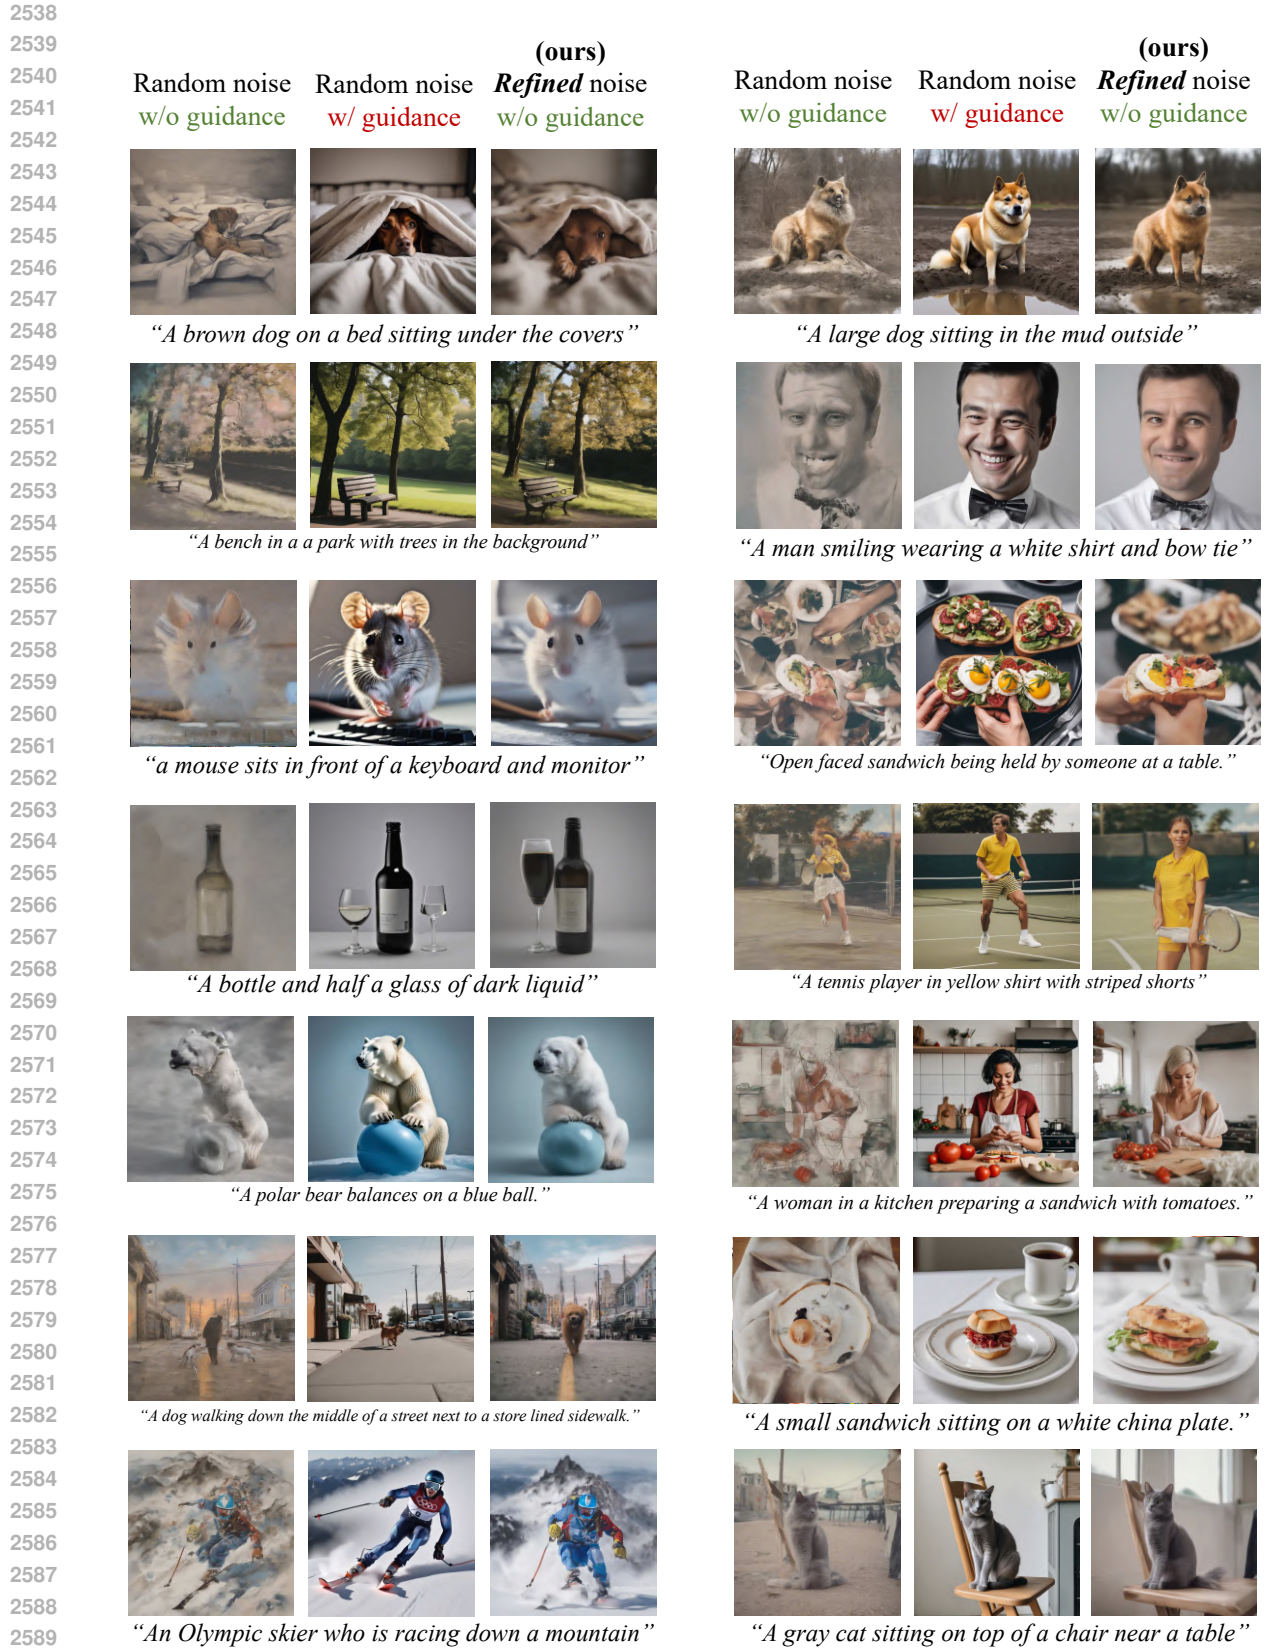 2538
2539
2540
2541
2542
2543
2544
2545
2546
2547
2548
2549
2550
2551
2552
2553
2554
2555
2556
2557
2558
2559
2560
2561
2562
2563
2564
2565
2566
2567
2568
2569
2570
2571
2572
2573
2574
2575
2576
2577
2578
2579
2580
2581
2582
2583
2584
2585
2586
2587
2588
2589
Random noise
w/o guidance
Random noise
w/ guidance
(ours)
Refined noise
w/o guidance
Random noise
w/o guidance
Random noise
w/ guidance
(ours)
Refined noise
w/o guidance
“A brown dog on a bed sitting under the covers”
“A large dog sitting in the mud outside”
“A bench in a a park with trees in the background”
“A man smiling wearing a white shirt and bow tie”
“a mouse sits in front of a keyboard and monitor”
“Open faced sandwich being held by someone at a table.”
“A bottle and half a glass of dark liquid”
“A tennis player in yellow shirt with striped shorts”
“A polar bear balances on a blue ball.”
“A woman in a kitchen preparing a sandwich with tomatoes.”
“A dog walking down the middle of a street next to a store lined sidewalk.”
“A small sandwich sitting on a white china plate.”
“An Olympic skier who is racing down a mountain”
“A gray cat sitting on top of a chair near a table”